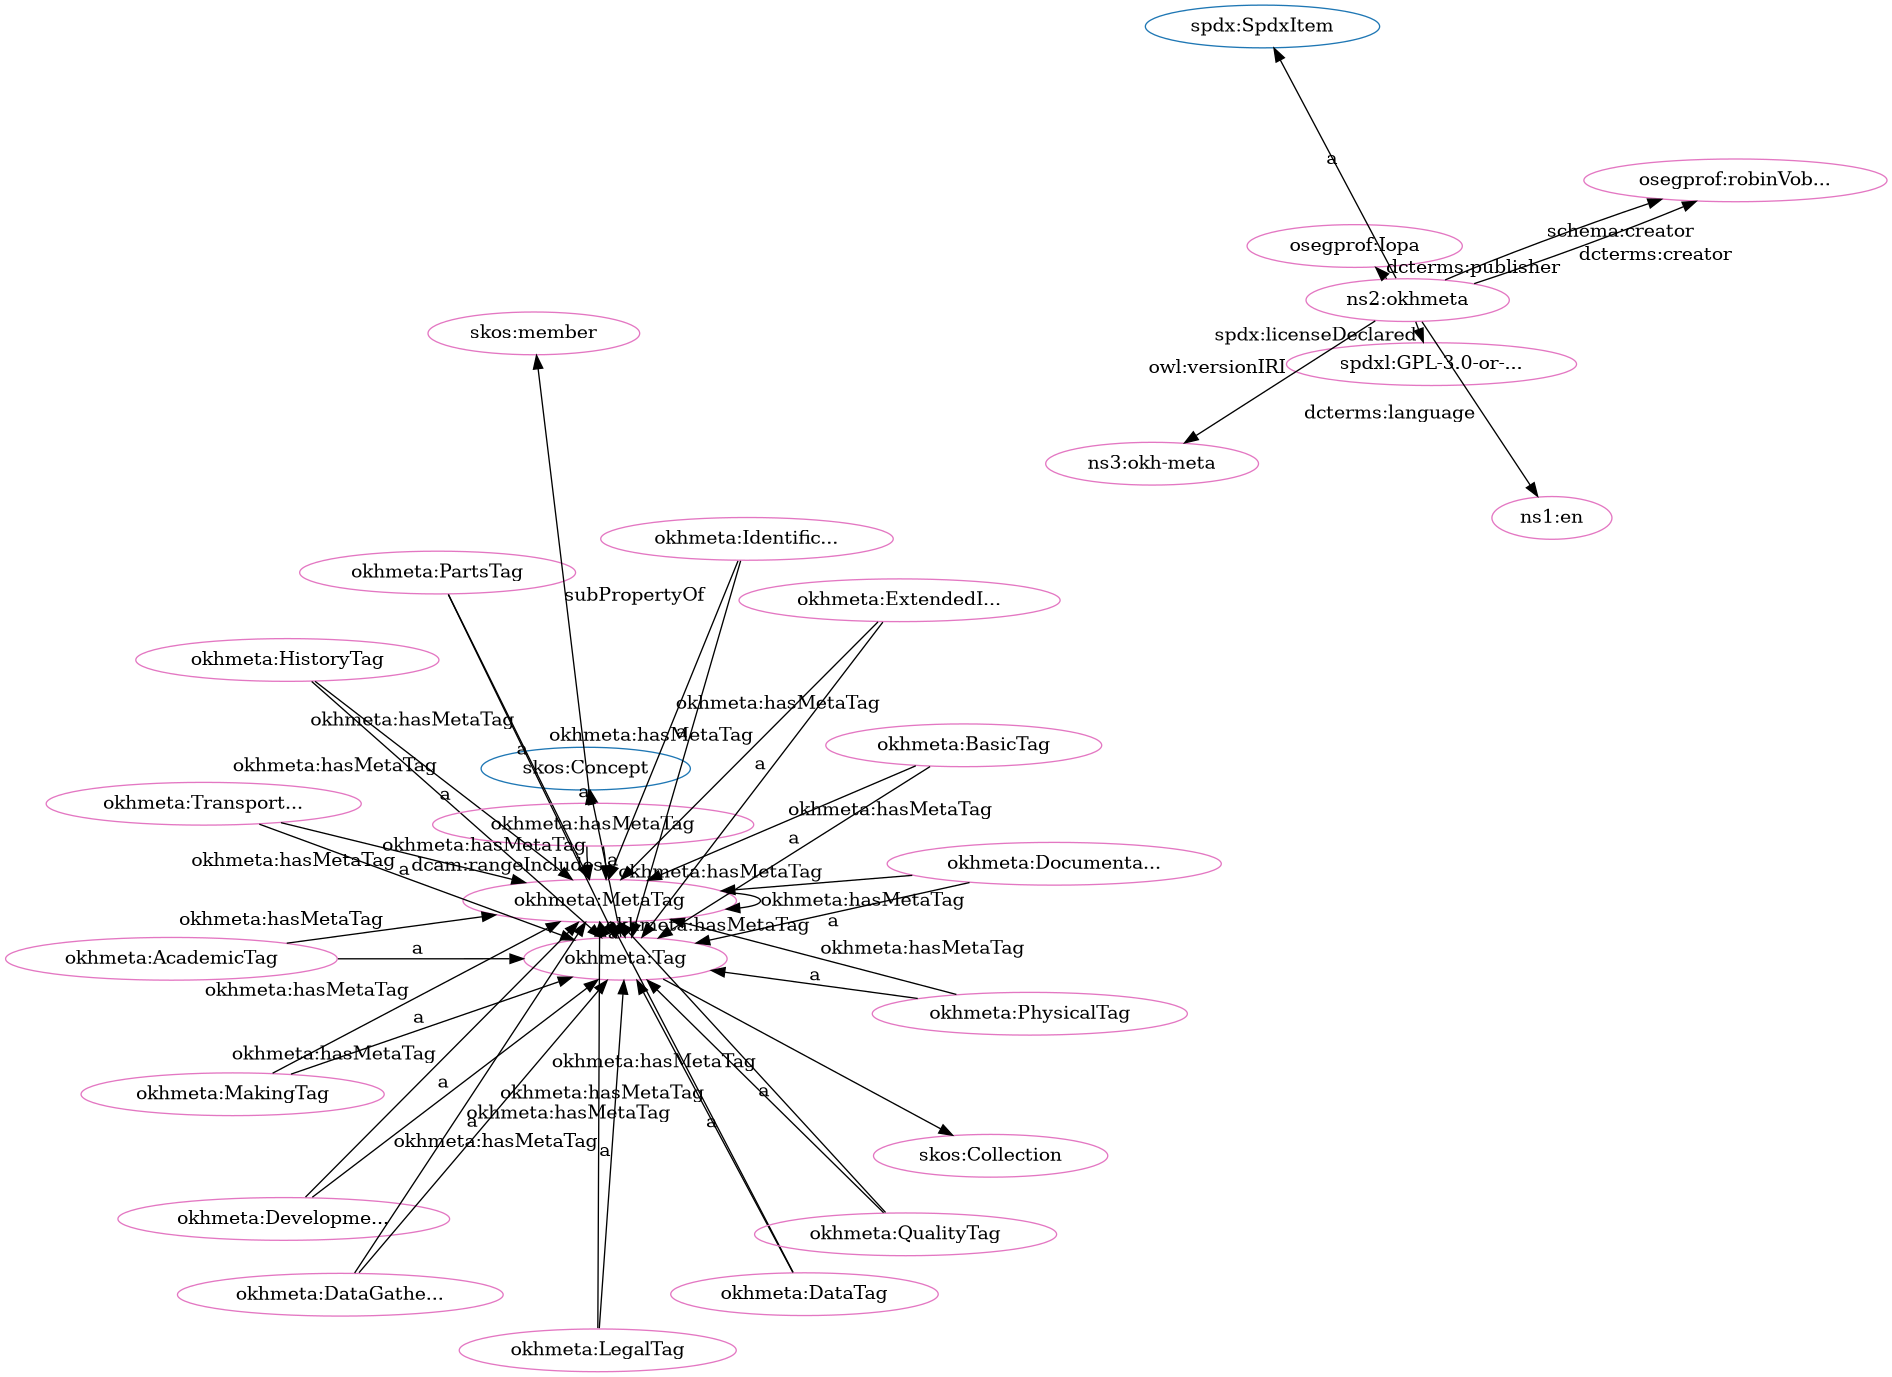 spdx:SpdxItem
a
osegprof:robinVob...
schema:creator
osegprof:Iopa
dcterms:creator
dcterms:publisher
ns2:okhmeta
skos:member
spdx:licenseDeclared
spdxl:GPL-3.0-or-...
owl:versionIRI
dcterms:language
ns3:okh-meta
ns1:en
okhmeta:Identific...
okhmeta:PartsTag
subPropertyOf
okhmeta:ExtendedI...
okhmeta:HistoryTag
okhmeta:hasMetaTag
okhmeta:hasMetaTag
okhmeta:hasMetaTag
a
a
okhmeta:BasicTag
okhmeta:hasMetaTag
a
skos:Concept
a
a
okhmeta:Transport...
okhmeta:hasMetaTag
okhmeta:hasMetaTag
a
okhmeta:hasMetaTag
okhmeta:hasMetaTag
a
a
dcam:rangeIncludes
okhmeta:Documenta...
okhmeta:hasMetaTag
okhmeta:MetaTag
okhmeta:hasMetaTag
okhmeta:hasMetaTag
a
okhmeta:hasMetaTag
a
okhmeta:hasMetaTag
okhmeta:AcademicTag
a
okhmeta:Tag
a
okhmeta:hasMetaTag
okhmeta:PhysicalTag
a
okhmeta:hasMetaTag
okhmeta:hasMetaTag
a
okhmeta:MakingTag
okhmeta:hasMetaTag
a
okhmeta:hasMetaTag
a
a
okhmeta:hasMetaTag
a
skos:Collection
okhmeta:Developme...
okhmeta:QualityTag
okhmeta:DataGathe...
okhmeta:DataTag
okhmeta:LegalTag